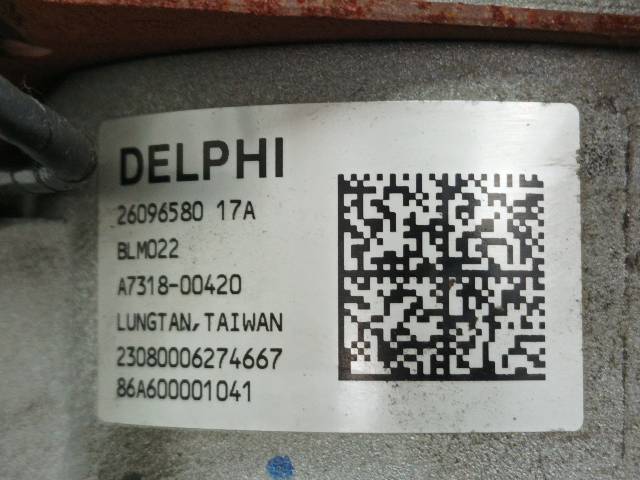 DELPHI
26096580 17A
BLM022
A7318-00420
LUNGTAN, TAIWAN
23080006274667
86A600001041